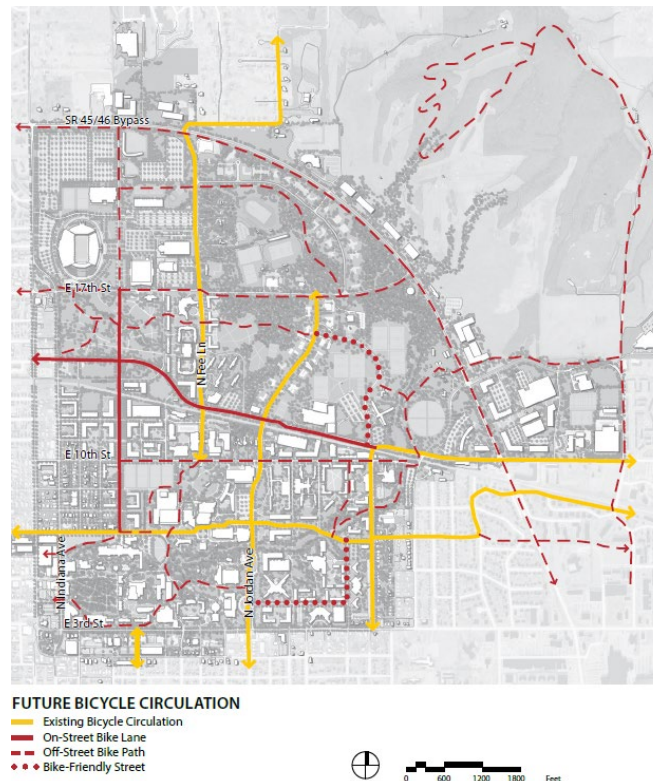 SR 45/46 Bypass
E 17th St.
N Fee Ln
E 10th St.
N Indiana Ave.
N Jordan Ave.
E 3rd St.
FUTURE BICYCLE CIRCULATION
Existing Bicycle Circulation
On-Street Bike Lane
Off-Street Bike Path
Bike-Friendly Street
0 600 1200 1800 Feet